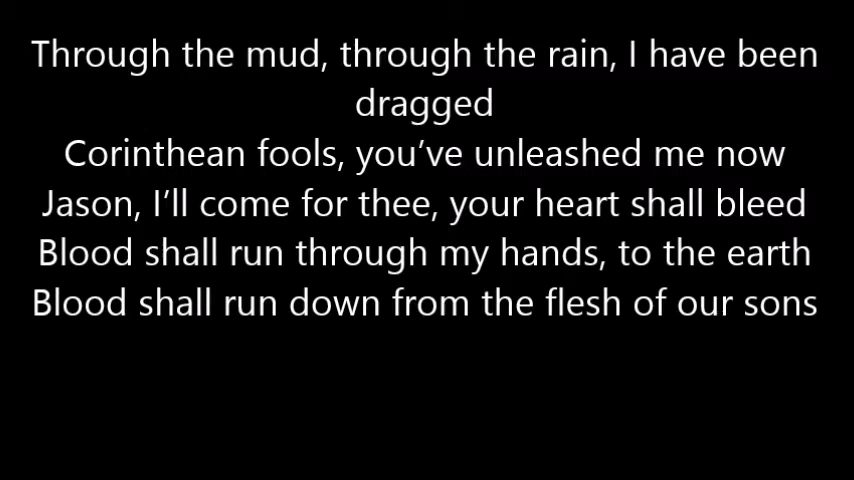 Through the mud, through the rain, I have been
dragged
Corinthean fools, you’ve unleashed me now
Jason, I’ll come for thee, your heart shall bleed
Blood shall run through my hands, to the earth
Blood shall run down from the flesh of our sons